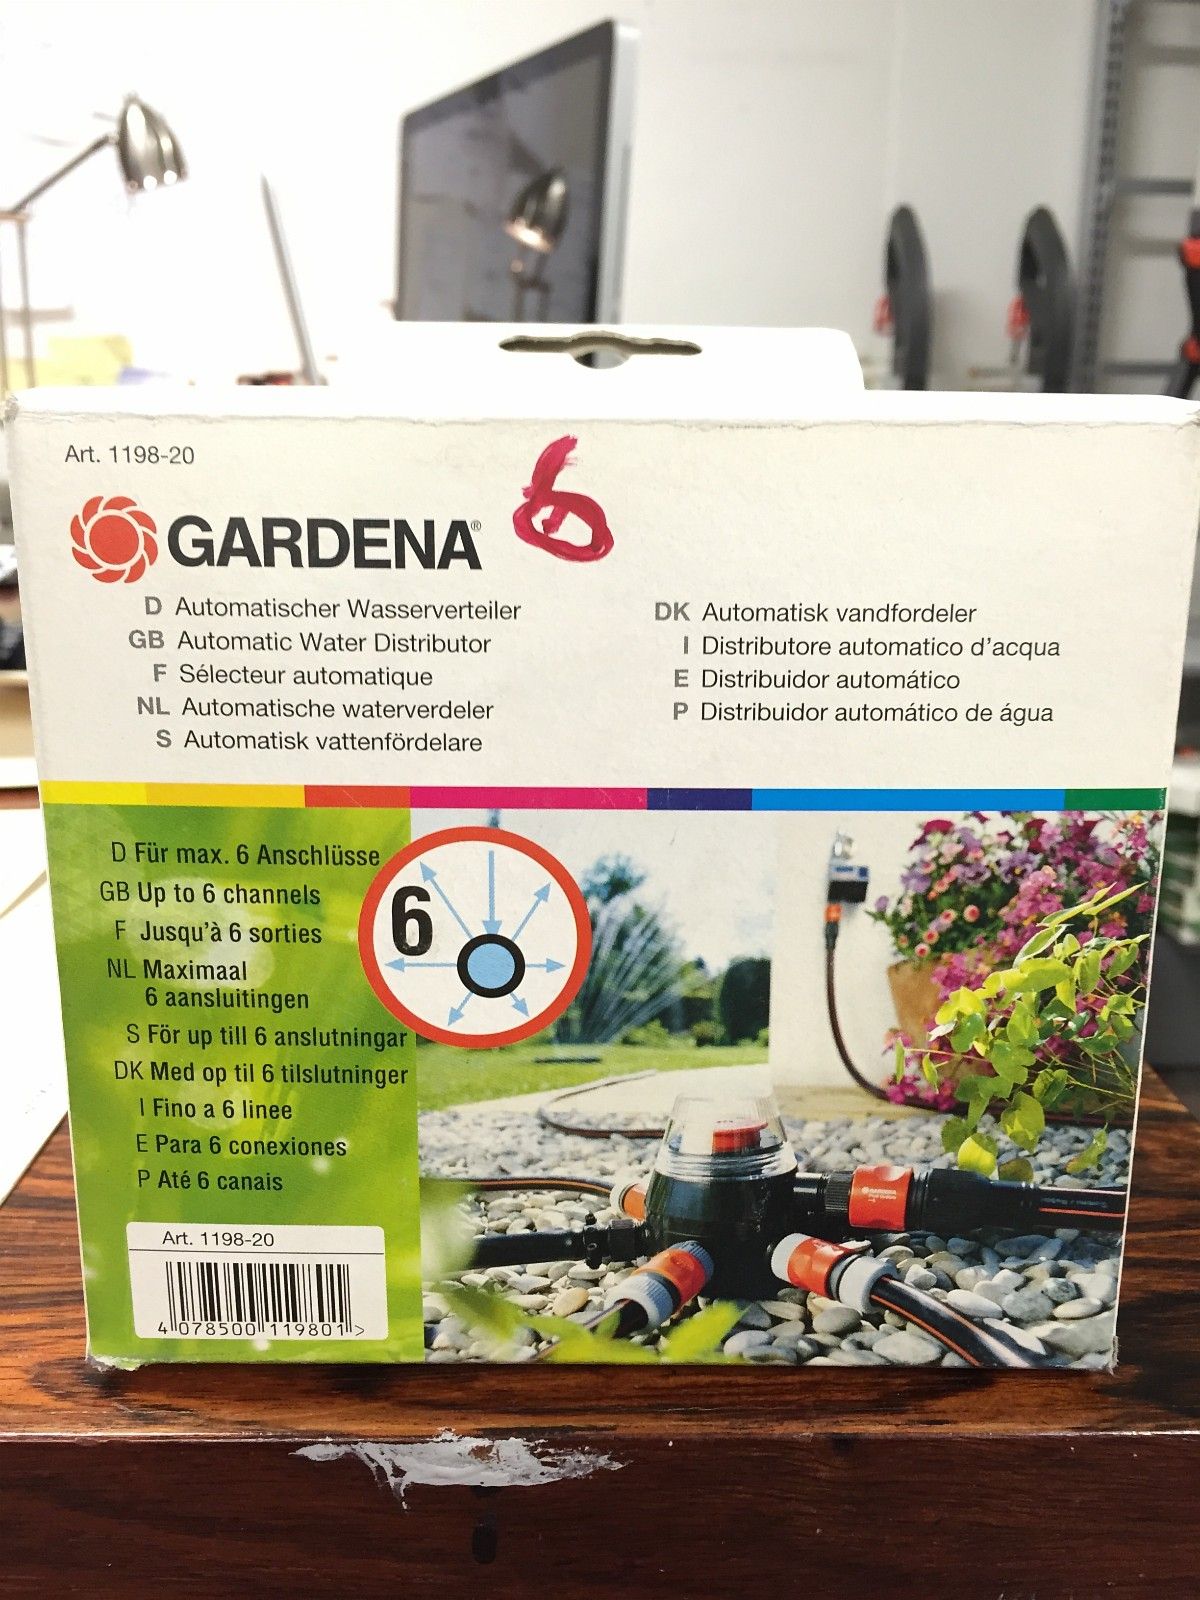 Art. 1198-20
6
GARDENA®
D Automatischer Wasserverteiler
GB Automatic Water Distributor
F Sélecteur automatique
NL Automatische waterverdeler
S Automatisk vattenfördelare
DK Automatisk vandfordeler
I Distributore automatico d'acqua
E Distribuidor automático
P Distribuidor automático de água
D Für max. 6 Anschlüsse
GB Up to 6 channels
F Jusqu'à 6 sorties
NL Maximaal
6 aansluitingen
S För up till 6 anslutningar
DK Med op til 6 tilslutninger
I Fino a 6 linee
E Para 6 conexiones
P Até 6 canais
6
Art. 1198-20
4 078500 119801 >
GARDENA